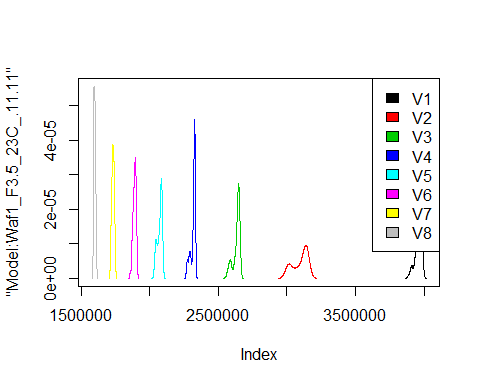 "Model:Waf1_F3.5_23C_.11.11"
4e-05
2e-05
0e+00
V1
V2
V3
V4
V5
V6
V7
V8
1500000 2500000 3500000
Index